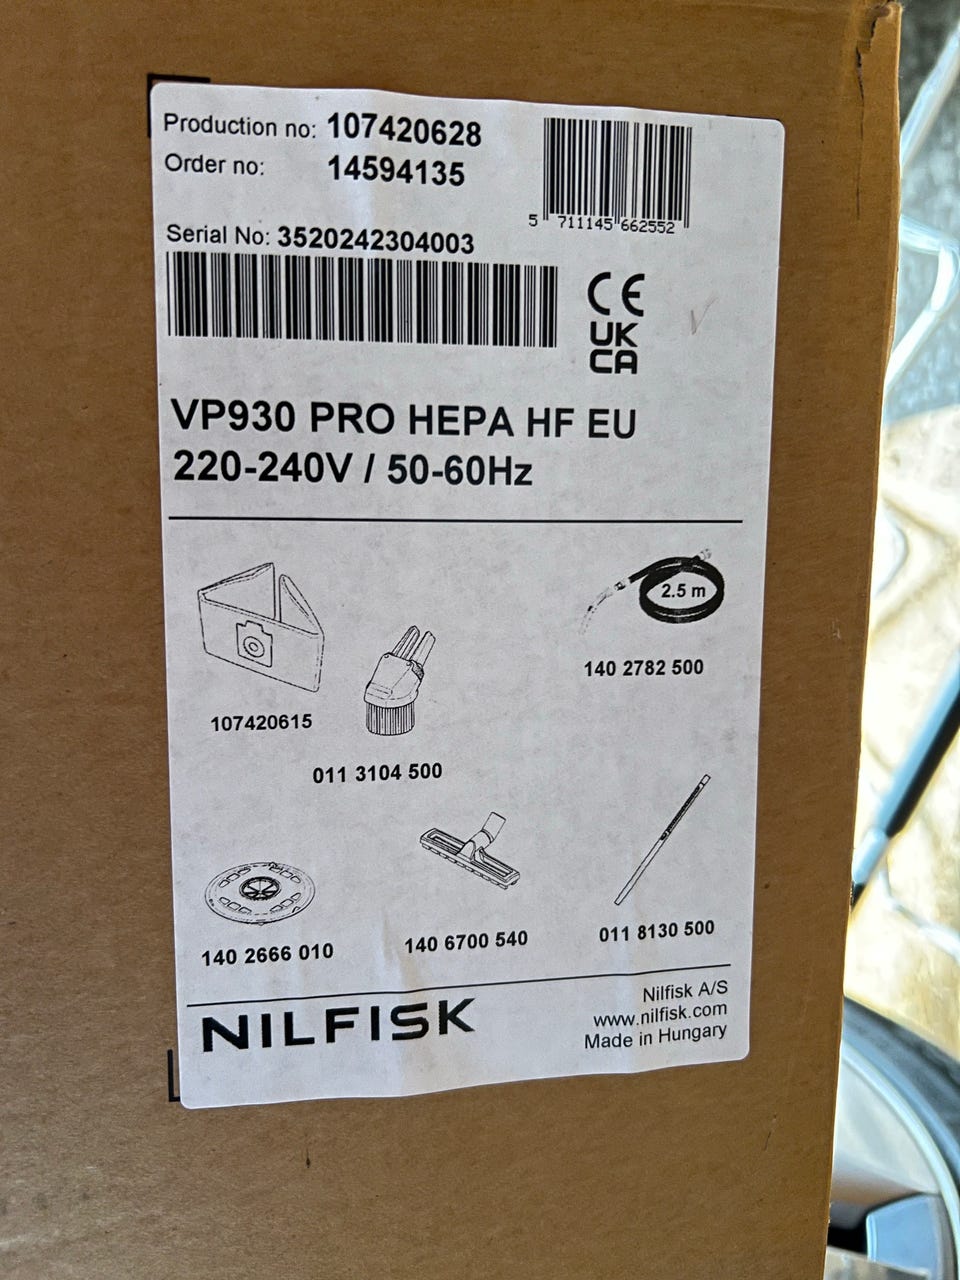 Production no: 107420628
Order no: 14594135
5 711145 662552
Serial No: 3520242304003
CE
UK
CA
VP930 PRO HEPA HF EU
220-240V / 50-60Hz
2.5 m
140 2782 500
107420615
011 3104 500
140 2666 010
140 6700 540
011 8130 500
NILFISK
Nilfisk A/S
www.nilfisk.com
Made in Hungary